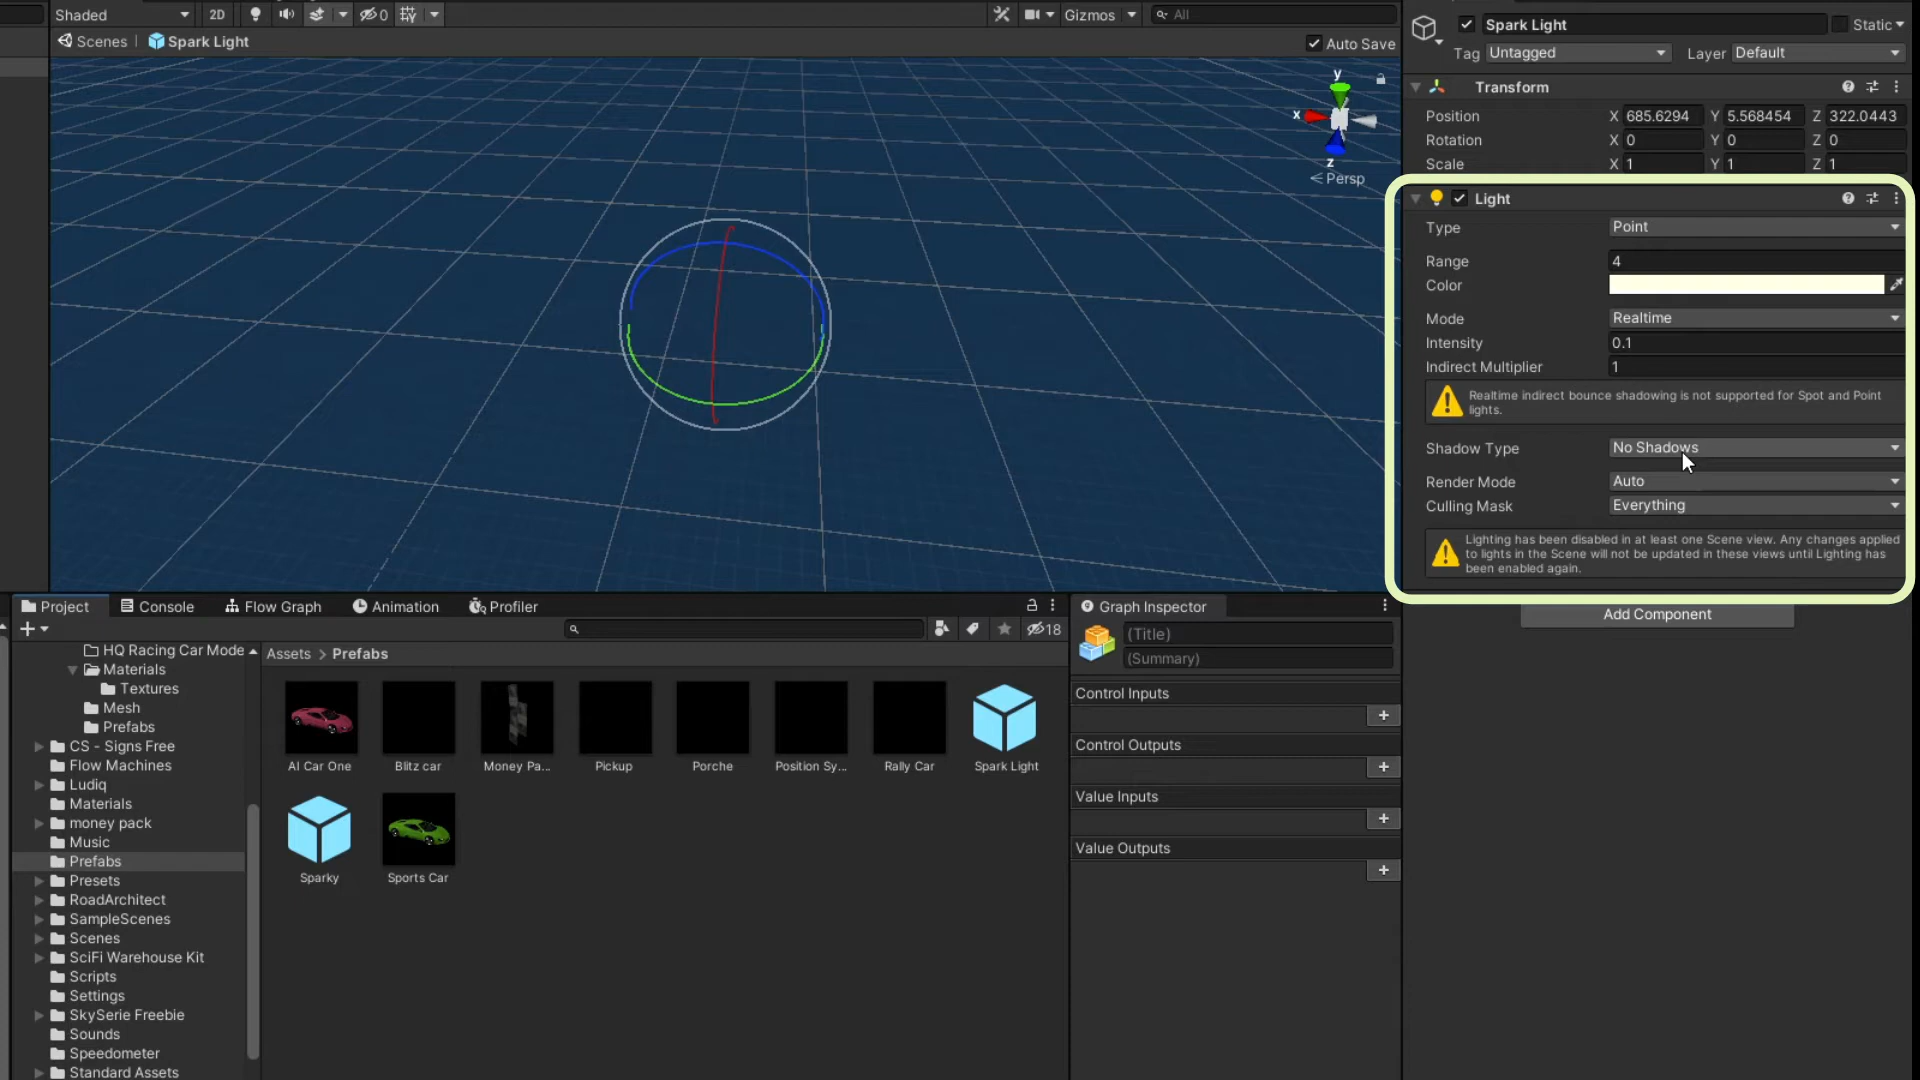 Shaded
2D
0
Gizmos
All
Scenes
Spark Light
Auto Save
y
x
z
< Persp
Spark Light
Static
Tag Untagged
Layer Default
Transform
Position X 685.6294 Y 5.568454 Z 322.0443
Rotation X 0 Y 0 Z 0
Scale X 1 Y 1 Z 1
Light
Type Point
Range 4
Color
Mode Realtime
Intensity 0.1
Indirect Multiplier 1
Realtime indirect bounce shadowing is not supported for Spot and Point
lights.
Shadow Type No Shadows
Render Mode Auto
Culling Mask Everything
Lighting has been disabled in at least one Scene view. Any changes applied
to lights in the Scene will not be updated in these views until Lighting has
been enabled again.
Add Component
Project
Console
Flow Graph
Animation
Profiler
18
HQ Racing Car Mode
Materials
Textures
Mesh
Prefabs
CS - Signs Free
Flow Machines
Ludiq
Materials
money pack
Music
Prefabs
Presets
RoadArchitect
SampleScenes
Scenes
SciFi Warehouse Kit
Scripts
Settings
SkySerie Freebie
Sounds
Speedometer
Standard Assets
Assets > Prefabs
AI Car One
Blitz car
Money Pa...
Pickup
Porche
Position Sy...
Rally Car
Spark Light
Sparky
Sports Car
Graph Inspector
(Title)
(Summary)
Control Inputs
Control Outputs
Value Inputs
Value Outputs